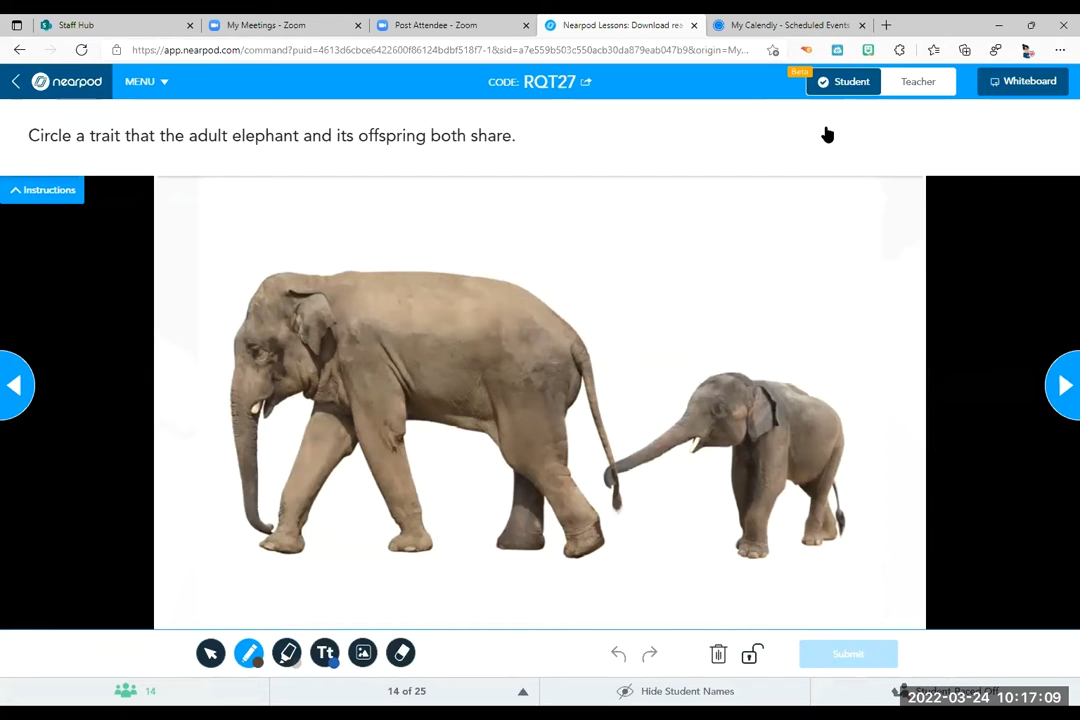 Staff Hub
My Meetings - Zoom
Post Attendee - Zoom
Nearpod Lessons: Download rea
My Calendly - Scheduled Events
https://app.nearpod.com/command?puid=4613d6cbce6422600f86124bdbf518f7-1&sid=a7e559b503c550acb30da879eab047b9&origin=My...
nearpod
MENU
CODE: RQT27
Beta
Student
Teacher
Whiteboard
Circle a trait that the adult elephant and its offspring both share.
Instructions
Tt
Submit
14
14 of 25
Hide Student Names
2022-03-24 10:17:09